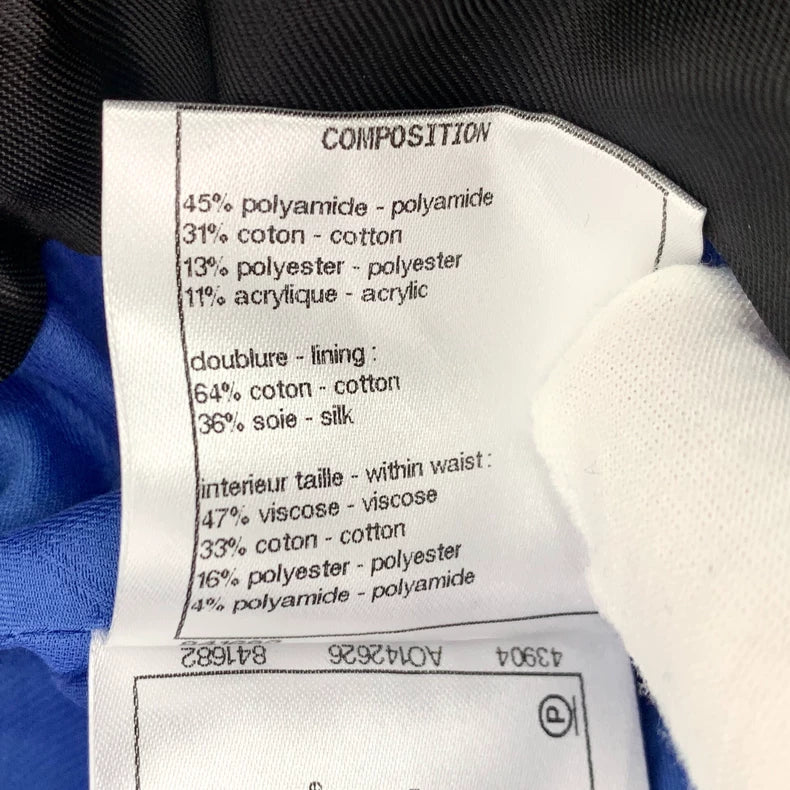 COMPOSITION
45% polyamide - polyamide
31% coton - cotton
13% polyester - polyester
11% acrylique - acrylic
doublure - lining :
64% coton - cotton
36% soie - silk
interieur taille - within waist :
47% viscose - viscose
33% coton - cotton
16% polyester - polyester
4% polyamide - polyamide
43904 AO142626 841682
P